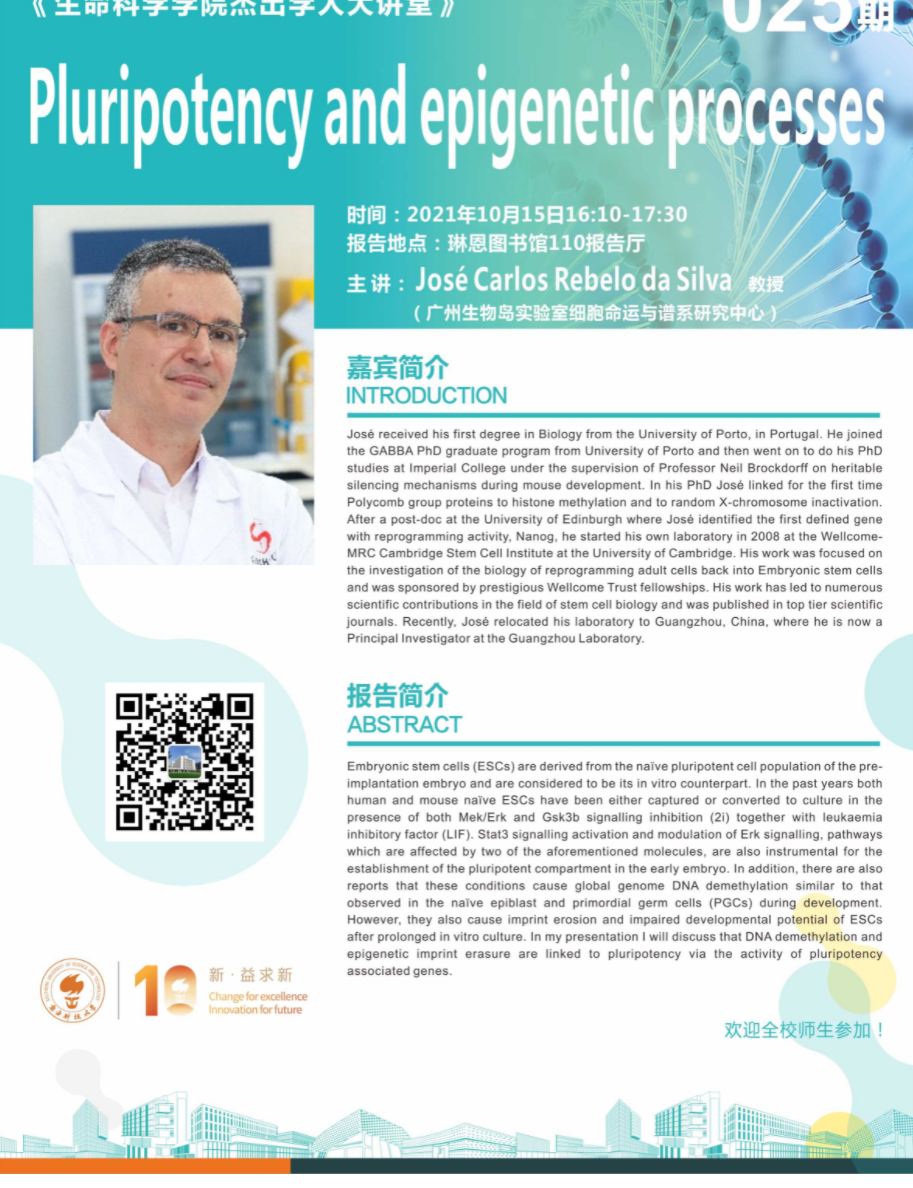 《生命科学学院杰出学人大讲堂》
025期
Pluripotency and epigenetic processes
时间：2021年10月15日16:10-17:30
报告地点：琳恩图书馆110报告厅
主讲：José Carlos Rebelo da Silva 教授
（广州生物岛实验室细胞命运与谱系研究中心）
嘉宾简介
INTRODUCTION
José received his first degree in Biology from the University of Porto, in Portugal. He joined
the GABBA PhD graduate program from University of Porto and then went on to do his PhD
studies at Imperial College under the supervision of Professor Neil Brockdorff on heritable
silencing mechanisms during mouse development. In his PhD José linked for the first time
Polycomb group proteins to histone methylation and to random X-chromosome inactivation.
After a post-doc at the University of Edinburgh where José identified the first defined gene
with reprogramming activity, Nanog, he started his own laboratory in 2008 at the Wellcome-
MRC Cambridge Stem Cell Institute at the University of Cambridge. His work was focused on
the investigation of the biology of reprogramming adult cells back into Embryonic stem cells
and was sponsored by prestigious Wellcome Trust fellowships. His work has led to numerous
scientific contributions in the field of stem cell biology and was published in top tier scientific
journals. Recently, José relocated his laboratory to Guangzhou, China, where he is now a
Principal Investigator at the Guangzhou Laboratory.
报告简介
ABSTRACT
Embryonic stem cells (ESCs) are derived from the naïve pluripotent cell population of the pre-
implantation embryo and are considered to be its in vitro counterpart. In the past years both
human and mouse naïve ESCs have been either captured or converted to culture in the
presence of both Mek/Erk and Gsk3b signalling inhibition (2i) together with leukaemia
inhibitory factor (LIF). Stat3 signalling activation and modulation of Erk signalling, pathways
which are affected by two of the aforementioned molecules, are also instrumental for the
establishment of the pluripotent compartment in the early embryo. In addition, there are also
reports that these conditions cause global genome DNA demethylation similar to that
observed in the naïve epiblast and primordial germ cells (PGCs) during development.
However, they also cause imprint erosion and impaired developmental potential of ESCs
after prolonged in vitro culture. In my presentation I will discuss that DNA demethylation and
epigenetic imprint erasure are linked to pluripotency via the activity of pluripotency
associated genes.
10
新·益求新
Change for excellence
Innovation for future
欢迎全校师生参加！